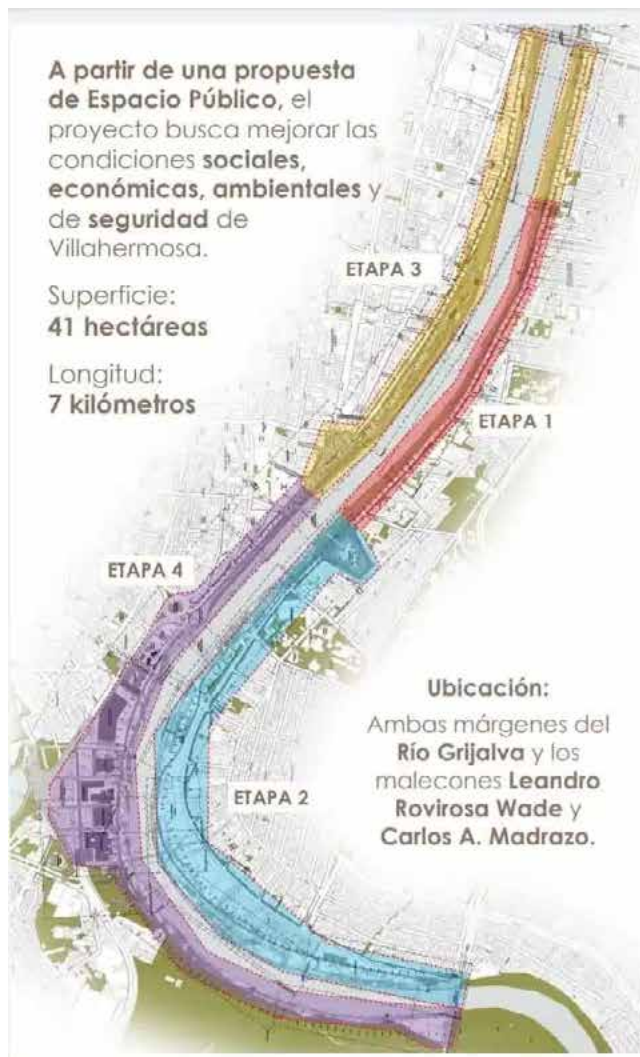 A partir de una propuesta
de Espacio Público, el
proyecto busca mejorar las
condiciones sociales,
económicas, ambientales y
de seguridad de
Villahermosa.
Superficie:
41 hectáreas
Longitud:
7 kilómetros
ETAPA 3
ETAPA 1
ETAPA 4
ETAPA 2
Ubicación:
Ambas márgenes del
Río Grijalva y los
malecones Leandro
Rovirosa Wade y
Carlos A. Madrazo.